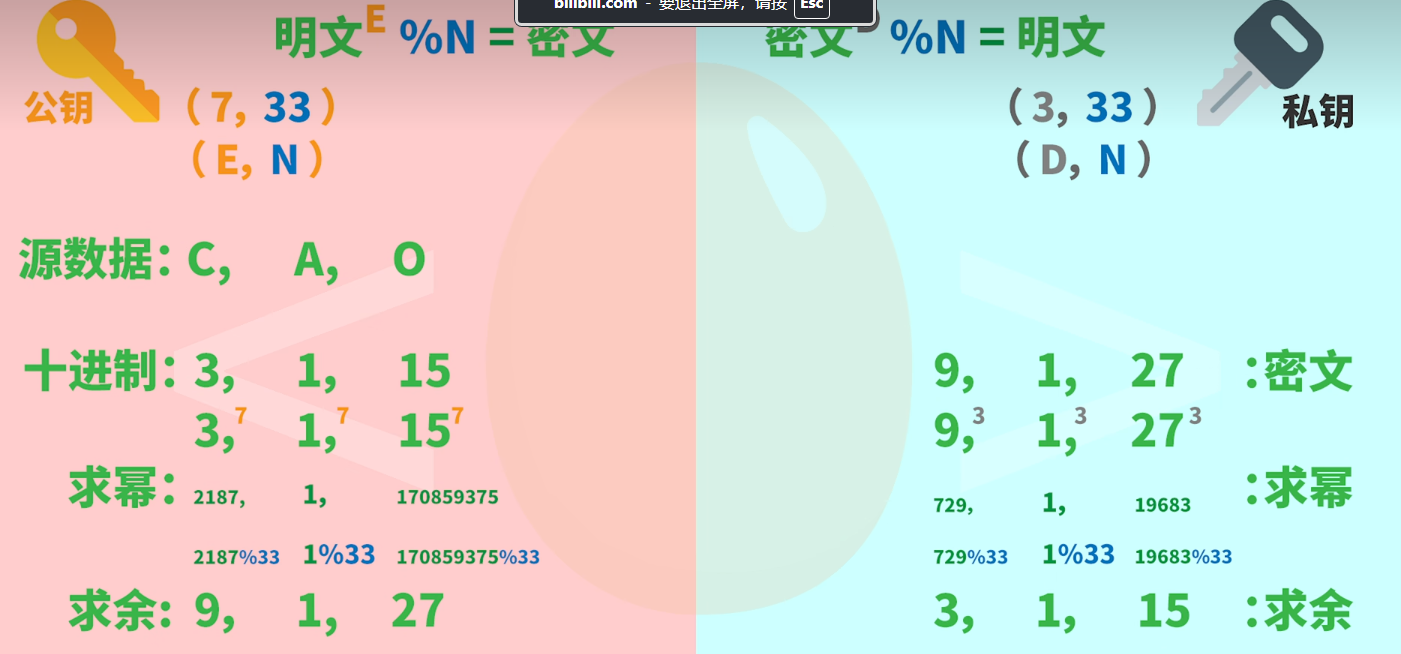 bilibili.com - 要退出全屏，请按 Esc
明文E %N = 密文
密文D %N = 明文
公钥 （7, 33）
（E, N）
（3, 33） 私钥
（D, N）
源数据：C, A, O
十进制：3, 1, 15
9, 1, 27 ：密文
3,7 1,7 157
9,3 1,3 273
求幂：2187, 1, 170859375
729, 1, 19683 ：求幂
2187%33 1%33 170859375%33
729%33 1%33 19683%33
求余：9, 1, 27
3, 1, 15 ：求余